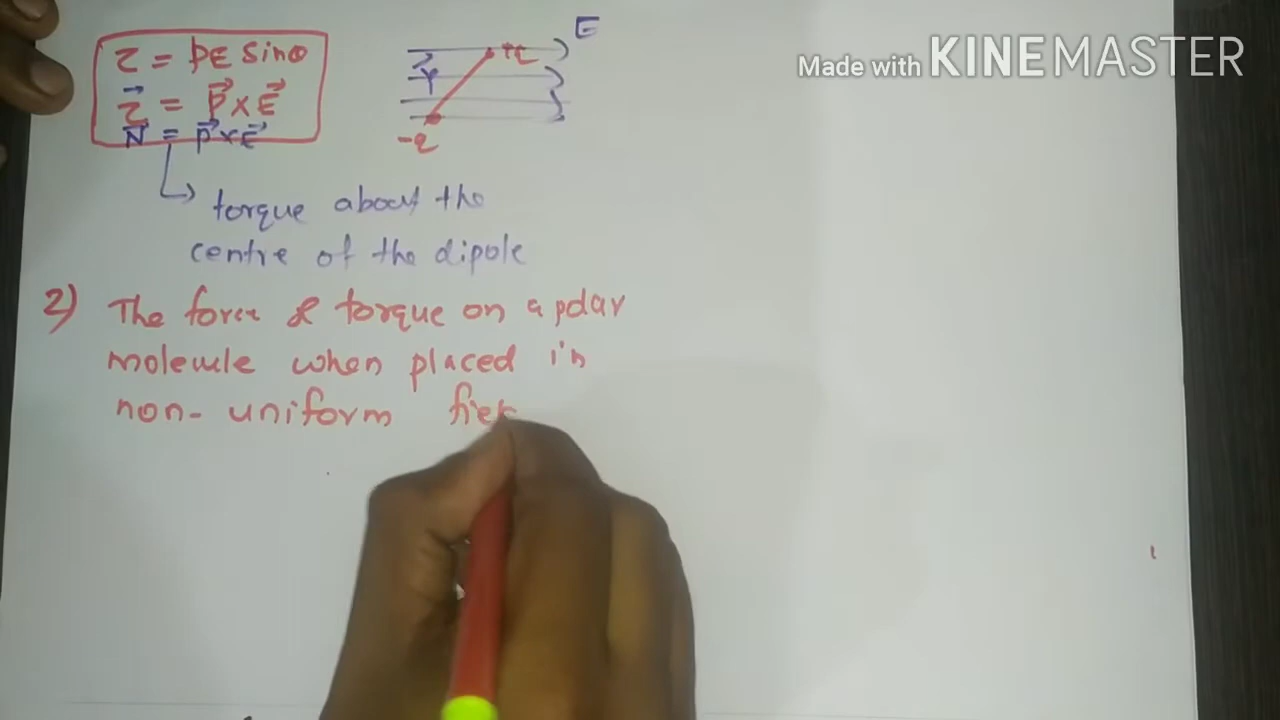 τ = PE sinθ
τ⃗ = P⃗ × E⃗
N⃗ = P⃗ × E⃗
E
+q
r⃗
-q
torque about the
centre of the dipole
2) The force & torque on a polar
molecule when placed in
non-uniform fiel
Made with KINEMASTER